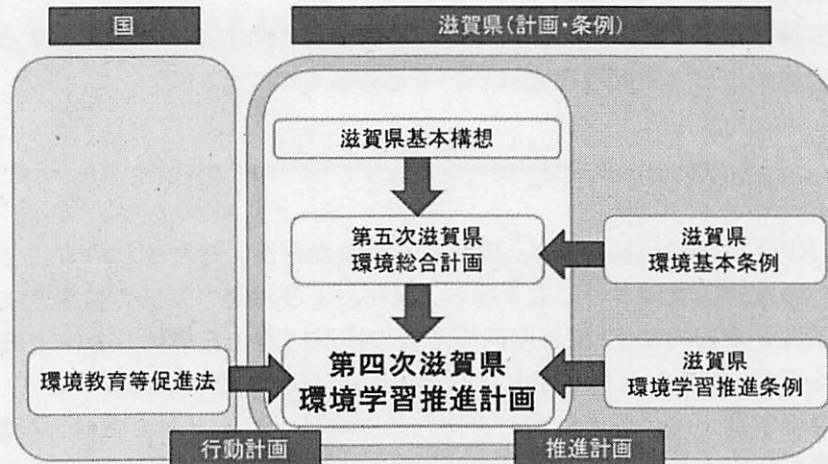 国
滋賀県(計画・条例)
滋賀県基本構想
第五次滋賀県
環境総合計画
滋賀県
環境基本条例
環境教育等促進法
第四次滋賀県
環境学習推進計画
滋賀県
環境学習推進条例
行動計画
推進計画